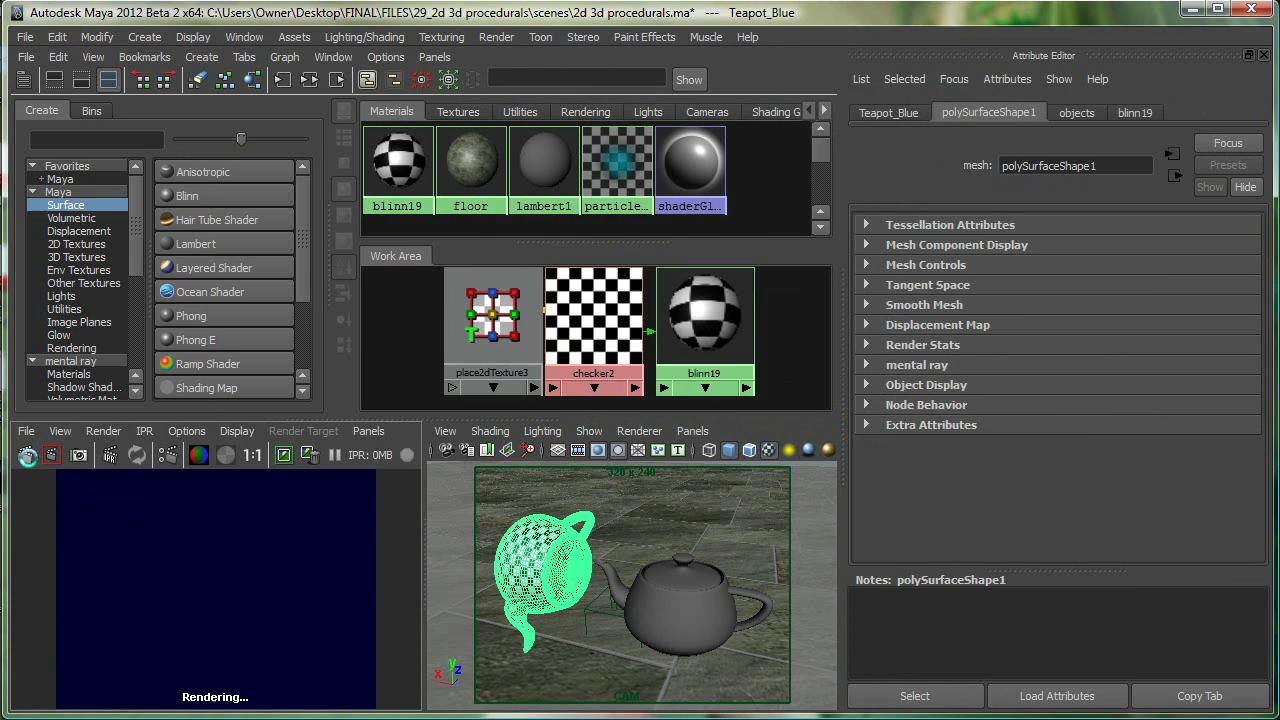 Autodesk Maya 2012 Beta 2 x64: C:\Users\Owner\Desktop\FINAL\FILES\29_2d 3d procedurals\scenes\2d 3d procedurals.ma* --- Teapot_Blue
File Edit Modify Create Display Window Assets Lighting/Shading Texturing Render Toon Stereo Paint Effects Muscle Help
File Edit View Bookmarks Create Tabs Graph Window Options Panels
Show
Create Bins
Favorites
+ Maya
Maya
Surface
Volumetric
Displacement
2D Textures
3D Textures
Env Textures
Other Textures
Lights
Utilities
Image Planes
Glow
Rendering
mental ray
Materials
Shadow Shad...
Volumetric Mat
Anisotropic
Blinn
Hair Tube Shader
Lambert
Layered Shader
Ocean Shader
Phong
Phong E
Ramp Shader
Shading Map
Materials Textures Utilities Rendering Lights Cameras Shading G
blinn19 floor lambert1 particle... shaderGl...
Work Area
place2dTexture3 checker2 blinn19
File View Render IPR Options Display Render Target Panels
1:1 IPR: 0MB
Rendering...
View Shading Lighting Show Renderer Panels
320 x 240
T
y
x z
CAM
Attribute Editor
List Selected Focus Attributes Show Help
Teapot_Blue polySurfaceShape1 objects blinn19
mesh: polySurfaceShape1
Focus
Presets
Show Hide
Tessellation Attributes
Mesh Component Display
Mesh Controls
Tangent Space
Smooth Mesh
Displacement Map
Render Stats
mental ray
Object Display
Node Behavior
Extra Attributes
Notes: polySurfaceShape1
Select Load Attributes Copy Tab